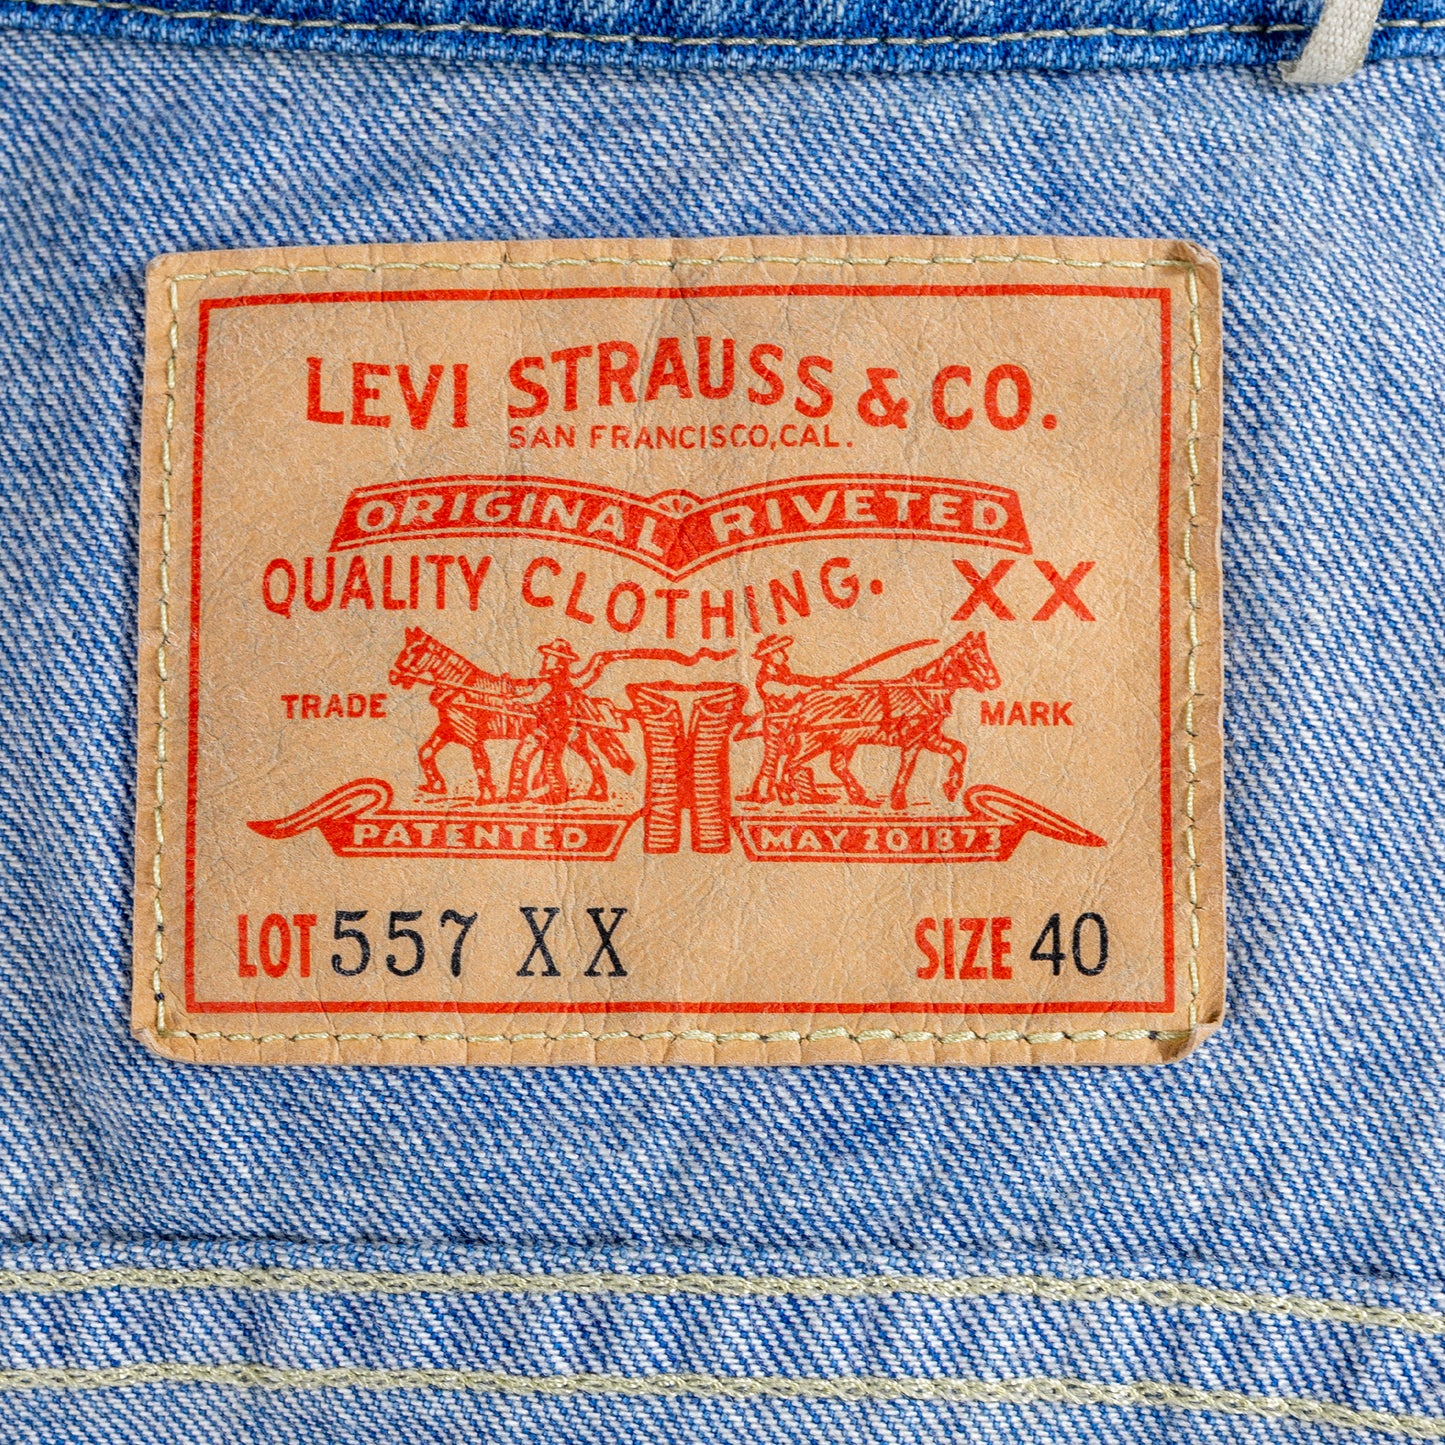 LEVI STRAUSS & CO.
SAN FRANCISCO, CAL.
ORIGINAL RIVETED
QUALITY CLOTHING. XX
TRADE MARK
PATENTED MAY 20 1873
LOT 557 XX SIZE 40